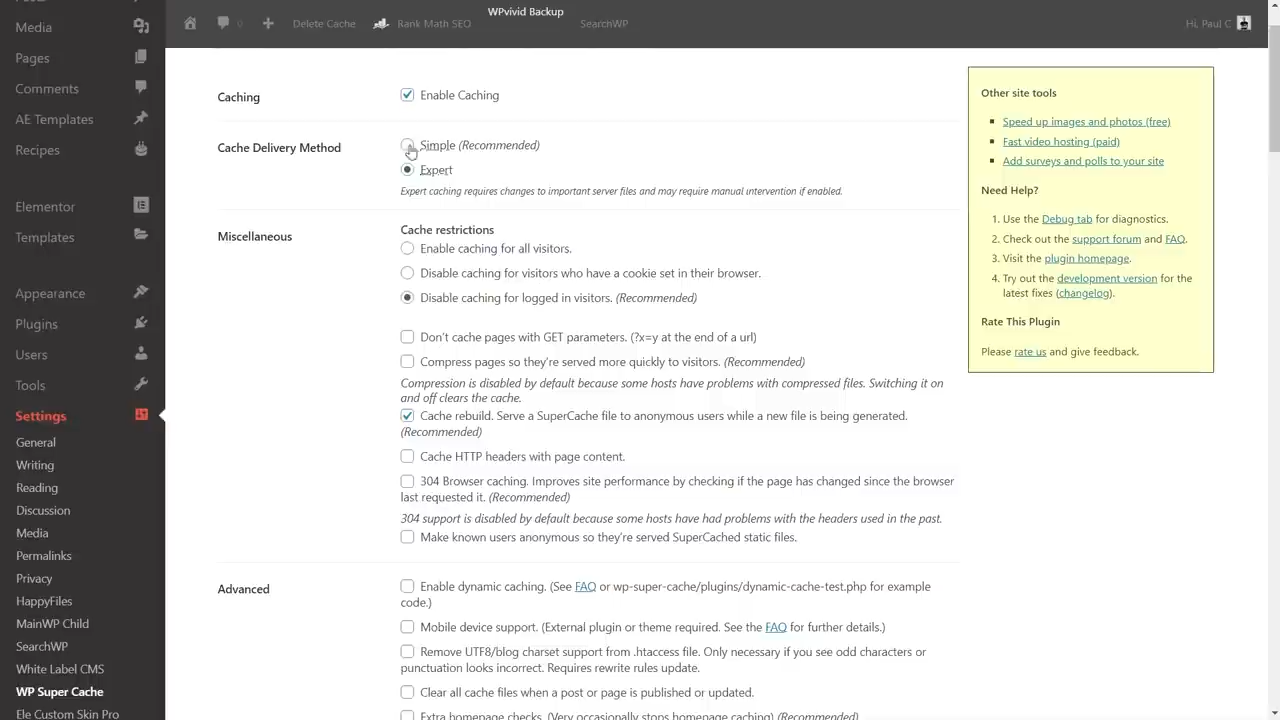 WPvivid Backup
0
Delete Cache
Rank Math SEO
SearchWP
Hi, Paul C
Media
Pages
Comments
AE Templates
Recipes
Elementor
Templates
Appearance
Plugins
Users
Tools
Settings
General
Writing
Reading
Discussion
Media
Permalinks
Privacy
HappyFiles
MainWP Child
SearchWP
White Label CMS
WP Super Cache
Ele Custom Skin Pro
Caching
Enable Caching
Cache Delivery Method
Simple (Recommended)
Expert
Expert caching requires changes to important server files and may require manual intervention if enabled.
Miscellaneous
Cache restrictions
Enable caching for all visitors.
Disable caching for visitors who have a cookie set in their browser.
Disable caching for logged in visitors. (Recommended)
Don’t cache pages with GET parameters. (?x=y at the end of a url)
Compress pages so they’re served more quickly to visitors. (Recommended)
Compression is disabled by default because some hosts have problems with compressed files. Switching it on
and off clears the cache.
Cache rebuild. Serve a SuperCache file to anonymous users while a new file is being generated.
(Recommended)
Cache HTTP headers with page content.
304 Browser caching. Improves site performance by checking if the page has changed since the browser
last requested it. (Recommended)
304 support is disabled by default because some hosts have had problems with the headers used in the past.
Make known users anonymous so they’re served SuperCached static files.
Advanced
Enable dynamic caching. (See FAQ or wp-super-cache/plugins/dynamic-cache-test.php for example
code.)
Mobile device support. (External plugin or theme required. See the FAQ for further details.)
Remove UTF8/blog charset support from .htaccess file. Only necessary if you see odd characters or
punctuation looks incorrect. Requires rewrite rules update.
Clear all cache files when a post or page is published or updated.
Extra homepage checks. (Very occasionally stops homepage caching) (Recommended)
Other site tools
Speed up images and photos (free)
Fast video hosting (paid)
Add surveys and polls to your site
Need Help?
1. Use the Debug tab for diagnostics.
2. Check out the support forum and FAQ.
3. Visit the plugin homepage.
4. Try out the development version for the
latest fixes (changelog).
Rate This Plugin
Please rate us and give feedback.